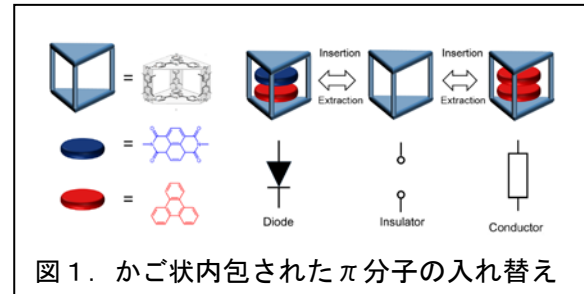 Insertion
Extraction
Insertion
Extraction
=
=
=
Diode
Insulator
Conductor
図１．かご状内包されたπ分子の入れ替え